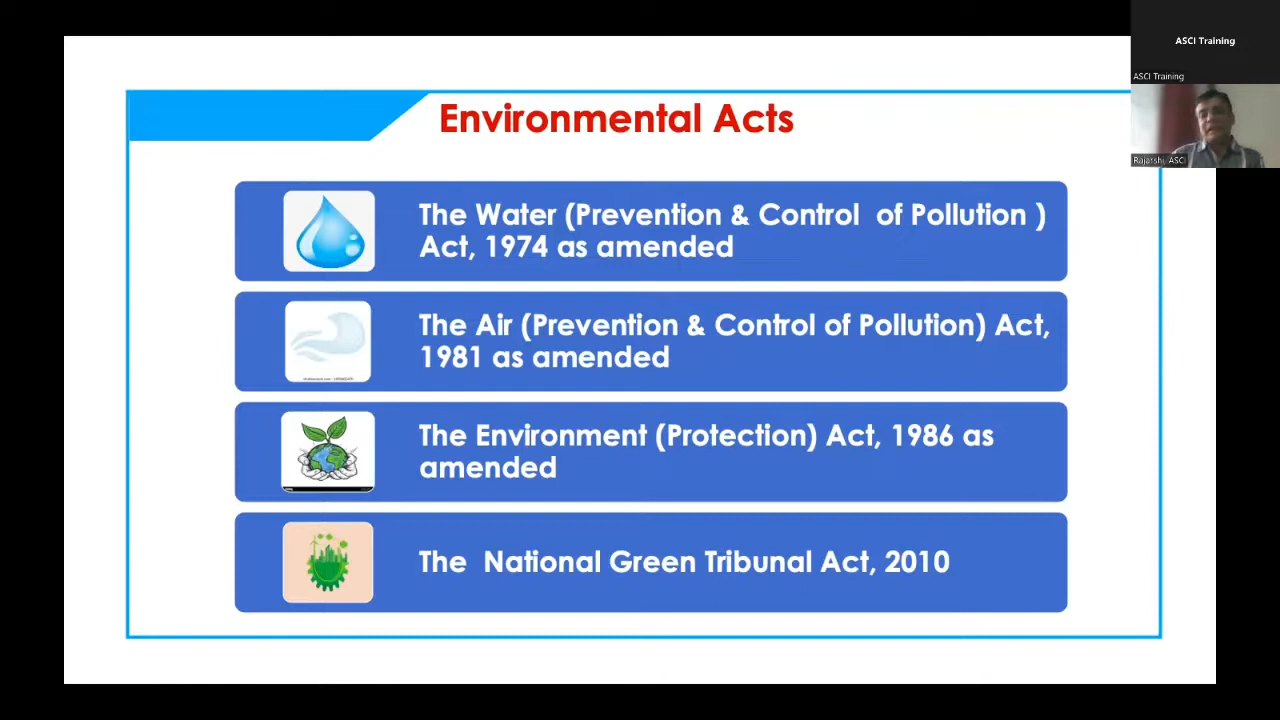 Environmental Acts
The Water (Prevention & Control of Pollution )
Act, 1974 as amended
The Air (Prevention & Control of Pollution) Act,
1981 as amended
The Environment (Protection) Act, 1986 as
amended
The National Green Tribunal Act, 2010
ASCI Training
ASCI Training
Rajarshi, ASCI